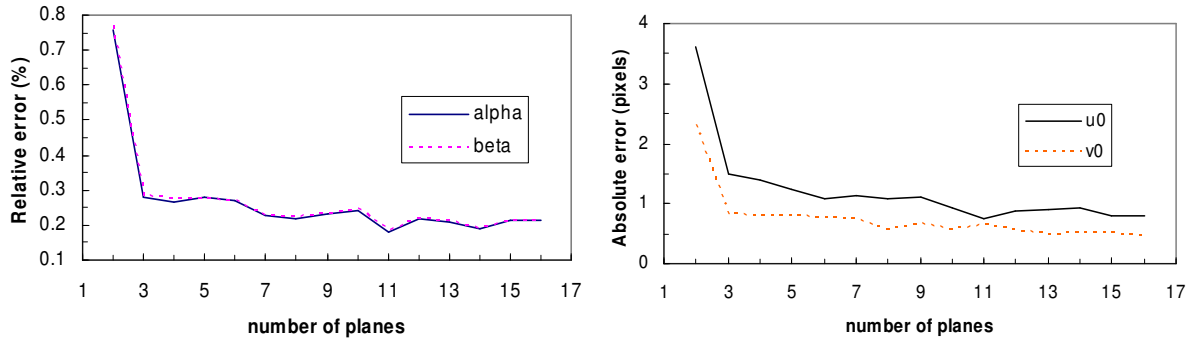 Relative error (%)
0.8
0.7
0.6
0.5
0.4
0.3
0.2
0.1
1 3 5 7 9 11 13 15 17
number of planes
alpha
beta
Absolute error (pixels)
4
3
2
1
0
1 3 5 7 9 11 13 15 17
number of planes
u0
v0